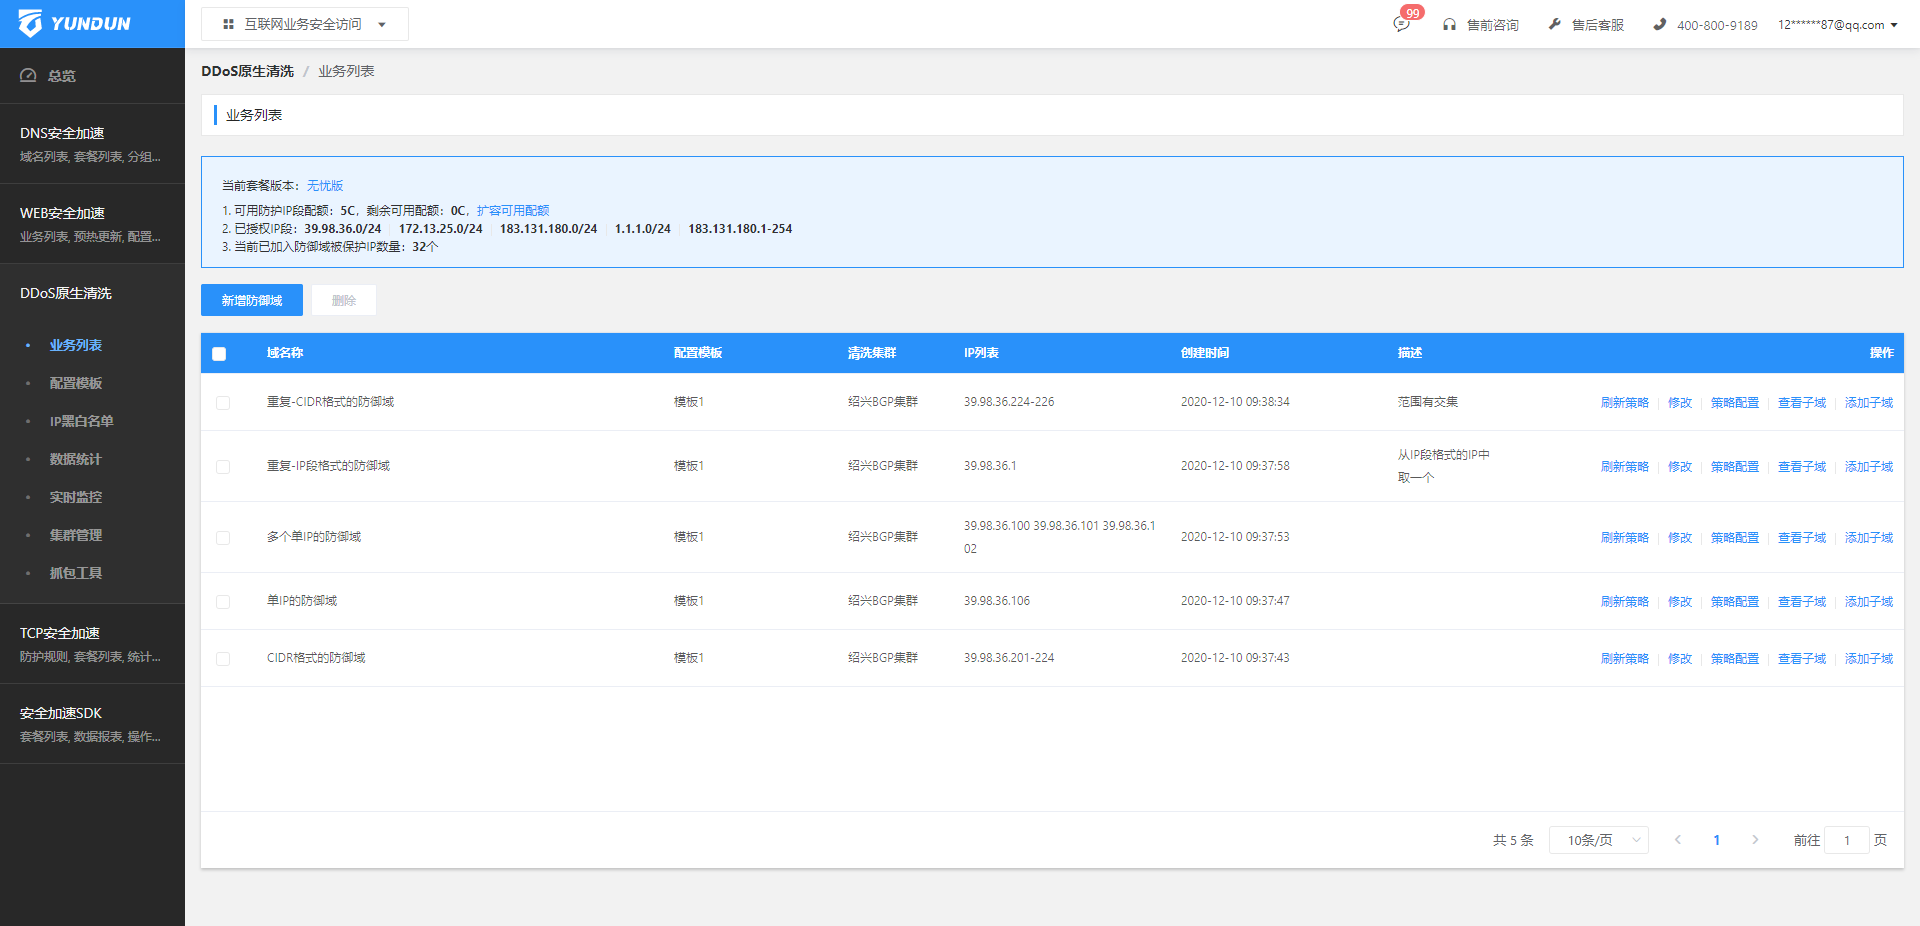 YUNDUN
互联网业务安全访问
99
售前咨询
售后客服
400-800-9189
12******87@qq.com
总览
DNS安全加速
域名列表, 套餐列表, 分组...
WEB安全加速
业务列表, 预热更新, 配置...
DDoS原生清洗
业务列表
配置模板
IP黑白名单
数据统计
实时监控
集群管理
抓包工具
TCP安全加速
防护规则, 套餐列表, 统计...
安全加速SDK
套餐列表, 数据报表, 操作...
DDoS原生清洗 / 业务列表
业务列表
当前套餐版本：无忧版
1. 可用防护IP段配额：5C，剩余可用配额：0C，扩容可用配额
2. 已授权IP段：39.98.36.0/24 172.13.25.0/24 183.131.180.0/24 1.1.1.0/24 183.131.180.1-254
3. 当前已加入防御域被保护IP数量：32个
新增防御域 删除
域名称 配置模板 清洗集群 IP列表 创建时间 描述 操作
重复-CIDR格式的防御域 模板1 绍兴BGP集群 39.98.36.224-226 2020-12-10 09:38:34 范围有交集 刷新策略 修改 策略配置 查看子域 添加子域
重复-IP段格式的防御域 模板1 绍兴BGP集群 39.98.36.1 2020-12-10 09:37:58 从IP段格式的IP中
取一个 刷新策略 修改 策略配置 查看子域 添加子域
多个单IP的防御域 模板1 绍兴BGP集群 39.98.36.100 39.98.36.101 39.98.36.1
02 2020-12-10 09:37:53 刷新策略 修改 策略配置 查看子域 添加子域
单IP的防御域 模板1 绍兴BGP集群 39.98.36.106 2020-12-10 09:37:47 刷新策略 修改 策略配置 查看子域 添加子域
CIDR格式的防御域 模板1 绍兴BGP集群 39.98.36.201-224 2020-12-10 09:37:43 刷新策略 修改 策略配置 查看子域 添加子域
共 5 条 10条/页 1 前往 1 页